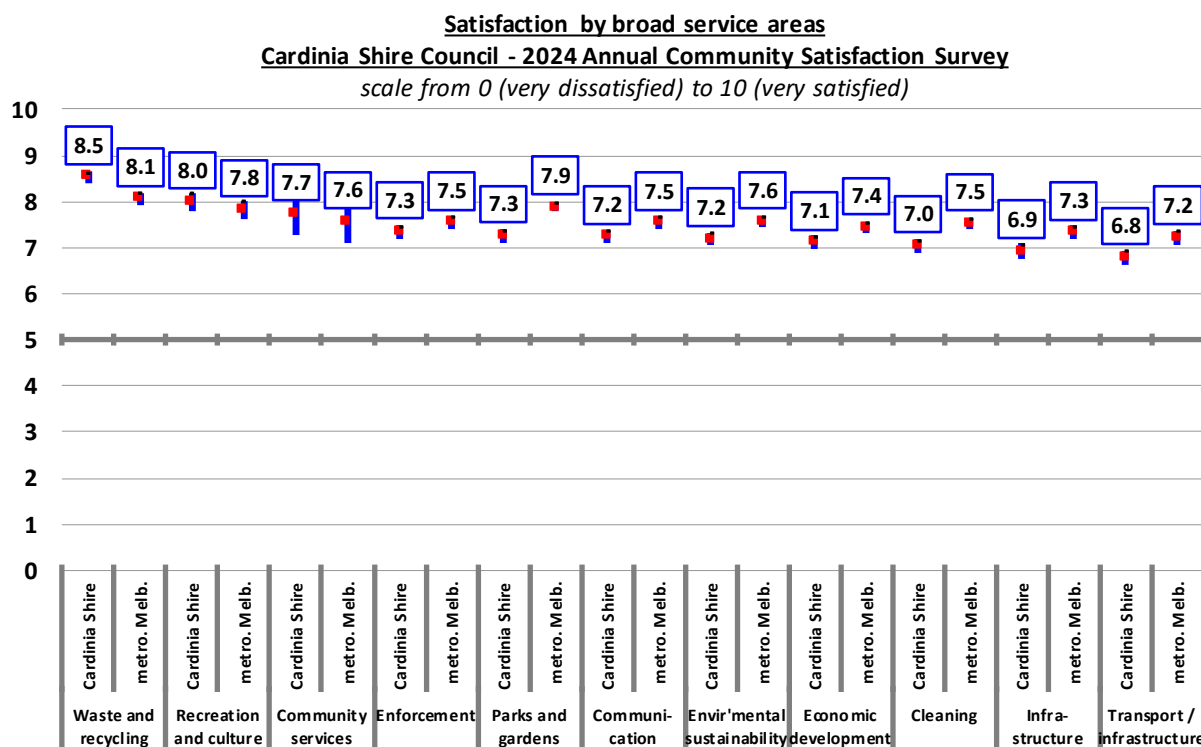 Satisfaction by broad service areas
Cardinia Shire Council - 2024 Annual Community Satisfaction Survey
scale from 0 (very dissatisfied) to 10 (very satisfied)
10
9
8
7
6
5
4
3
2
1
0
8.5
8.1
8.0
7.8
7.7
7.6
7.3
7.5
7.3
7.9
7.2
7.5
7.2
7.6
7.1
7.4
7.0
7.5
6.9
7.3
6.8
7.2
Cardinia Shire
metro. Melb.
Cardinia Shire
metro. Melb.
Cardinia Shire
metro. Melb.
Cardinia Shire
metro. Melb.
Cardinia Shire
metro. Melb.
Cardinia Shire
metro. Melb.
Cardinia Shire
metro. Melb.
Cardinia Shire
metro. Melb.
Cardinia Shire
metro. Melb.
Cardinia Shire
metro. Melb.
Cardinia Shire
metro. Melb.
Waste and
recycling
Recreation
and culture
Community
services
Enforcement
Parks and
gardens
Communi-
cation
Envir'mental
sustainability
Economic
development
Cleaning
Infra-
structure
Transport /
infrastructure